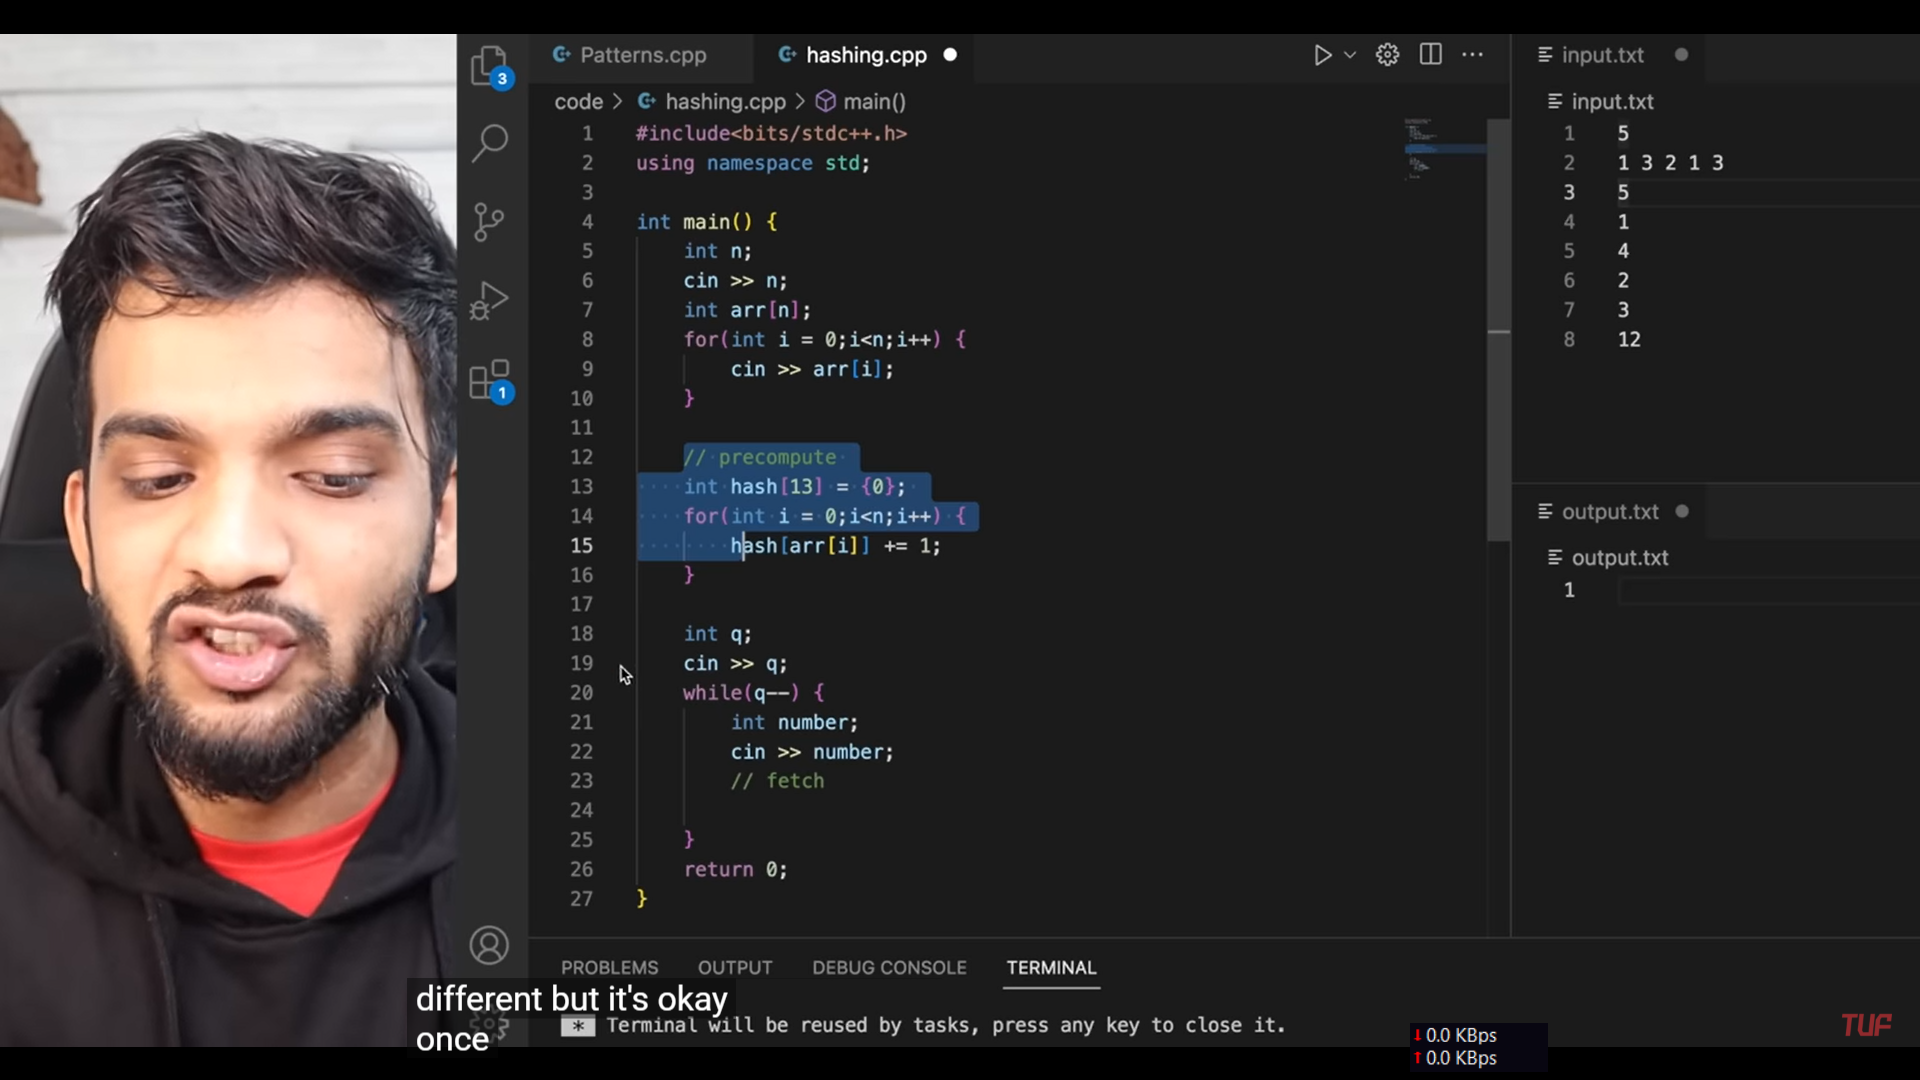 Patterns.cpp
hashing.cpp
code > hashing.cpp > main()
1 #include<bits/stdc++.h>
2 using namespace std;
3
4 int main() {
5 int n;
6 cin >> n;
7 int arr[n];
8 for(int i = 0;i<n;i++) {
9 cin >> arr[i];
10 }
11
12 // precompute
13 int hash[13] = {0};
14 for(int i = 0;i<n;i++) {
15 hash[arr[i]] += 1;
16 }
17
18 int q;
19 cin >> q;
20 while(q--) {
21 int number;
22 cin >> number;
23 // fetch
24
25 }
26 return 0;
27 }
input.txt
input.txt
1 5
2 1 3 2 1 3
3 5
4 1
5 4
6 2
7 3
8 12
output.txt
output.txt
1
3
1
PROBLEMS OUTPUT DEBUG CONSOLE TERMINAL
* Terminal will be reused by tasks, press any key to close it.
different but it's okay
once
0.0 KBps
0.0 KBps
TUF